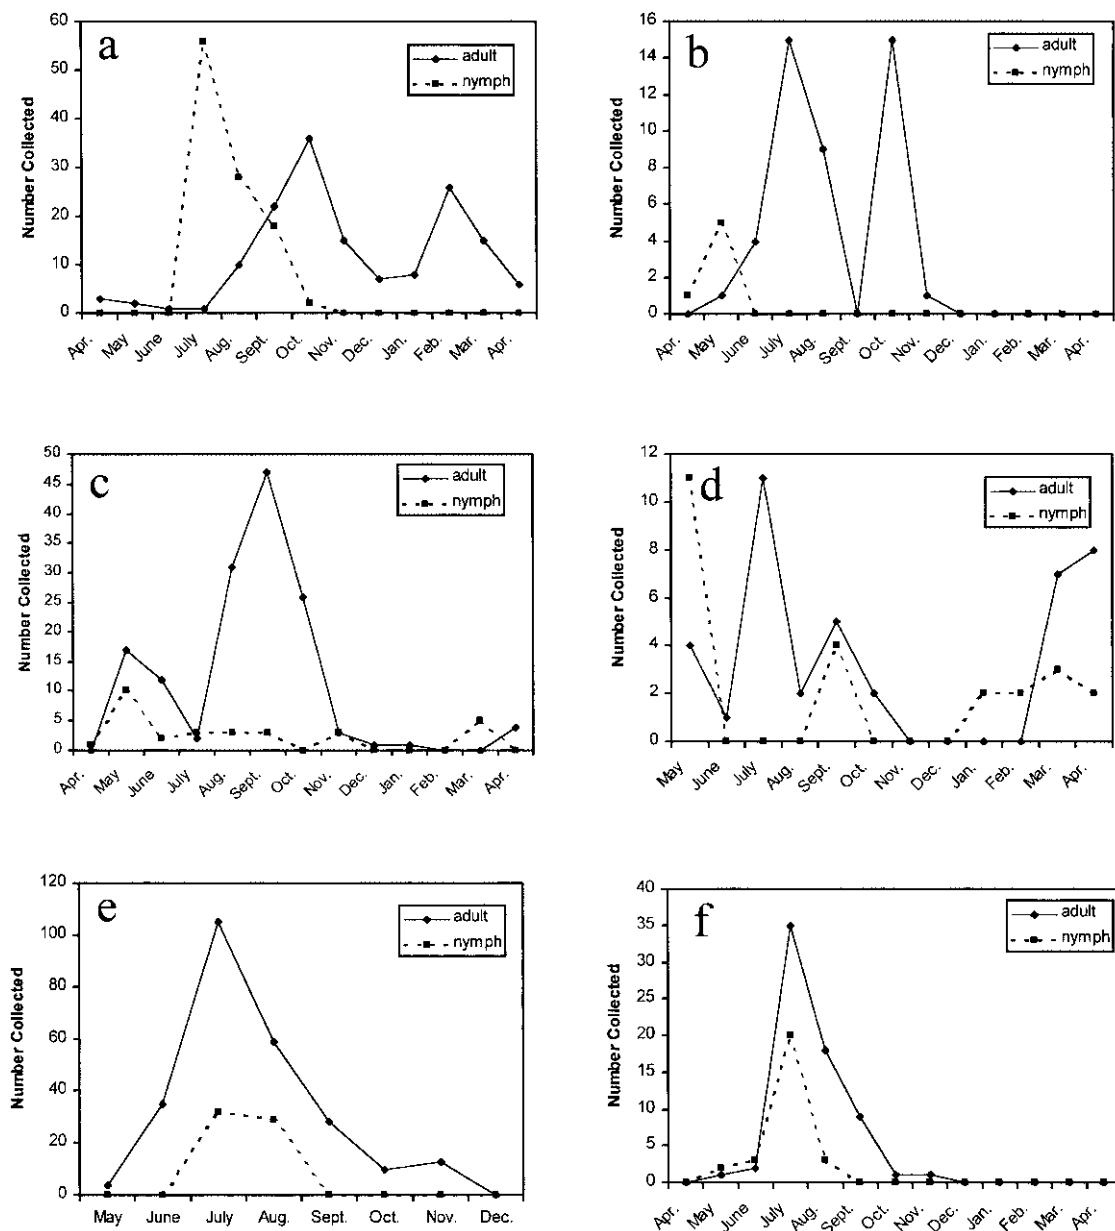 a
adult
nymph
Number Collected
60
50
40
30
20
10
0
Apr. May June July Aug. Sept. Oct. Nov. Dec. Jan. Feb. Mar. Apr.
b
adult
nymph
Number Collected
16
14
12
10
8
6
4
2
0
Apr. May June July Aug. Sept. Oct. Nov. Dec. Jan. Feb. Mar. Apr.
c
adult
nymph
Number Collected
50
45
40
35
30
25
20
15
10
5
0
Apr. May June July Aug. Sept. Oct. Nov. Dec. Jan. Feb. Mar. Apr.
d
adult
nymph
Number Collected
12
10
8
6
4
2
0
May June July Aug. Sept. Oct. Nov. Dec. Jan. Feb. Mar. Apr.
e
adult
nymph
Number Collected
120
100
80
60
40
20
0
May June July Aug. Sept. Oct. Nov. Dec.
f
adult
nymph
Number Collected
40
35
30
25
20
15
10
5
0
Apr. May June July Aug. Sept. Oct. Nov. Dec. Jan. Feb. Mar. Apr.